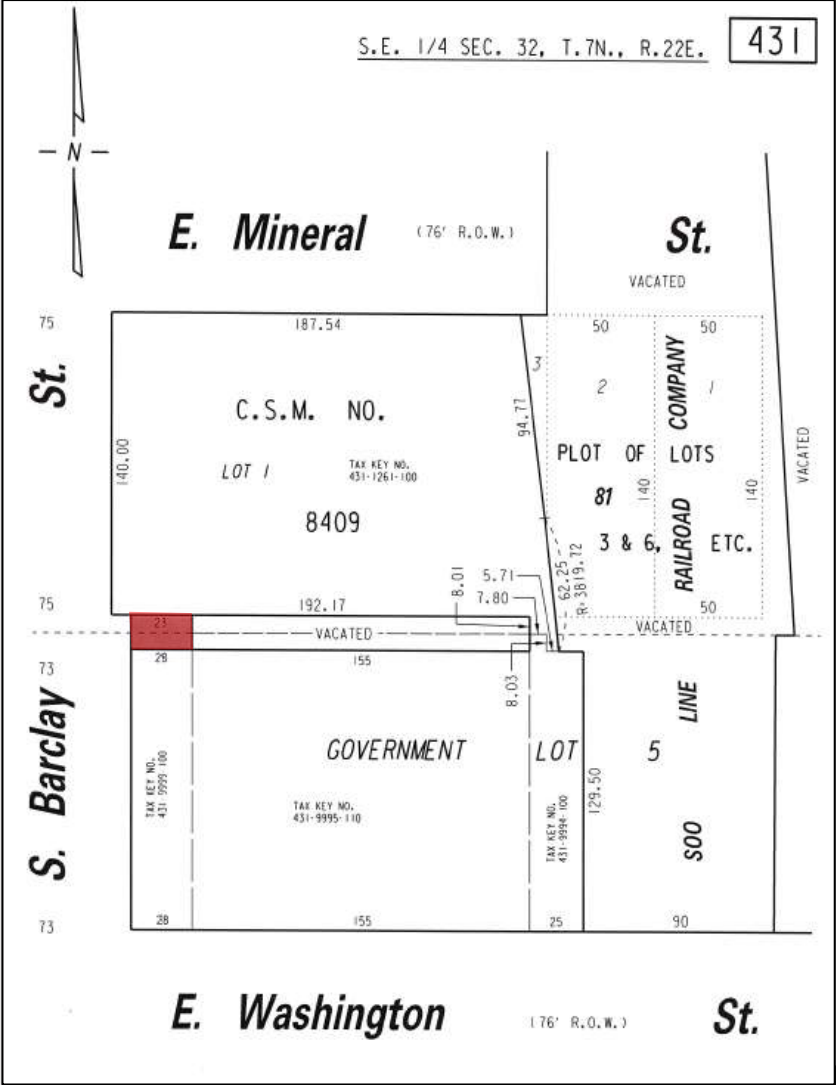 S.E. 1/4 SEC. 32, T.7N., R.22E.
431
N
E. Mineral (76' R.O.W.) St.
VACATED
75
187.54
50
50
St.
3
2
1
COMPANY
C.S.M. NO.
94.77
VACATED
140.00
LOT 1
TAX KEY NO.
431-1261-100
PLOT OF LOTS
81
140
140
8409
3 & 6, ETC.
RAILROAD
62.25
R-3819.72
5.71
7.80
8.01
75
192.17
50
23
VACATED
VACATED
73
28
155
8.03
S. Barclay
GOVERNMENT LOT 5
LINE
TAX KEY NO.
431-9999-100
TAX KEY NO.
431-9995-110
TAX KEY NO.
431-9994-100
129.50
SOO
73
28
155
25
90
E. Washington (76' R.O.W.) St.